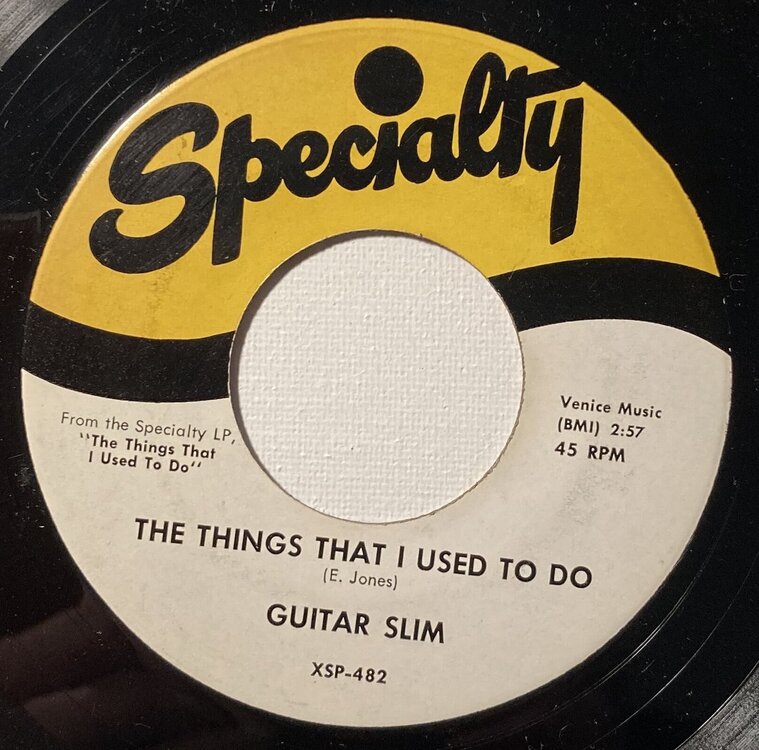 Specialty
From the Specialty LP,
"The Things That
I Used To Do"
Venice Music
(BMI) 2:57
45 RPM
THE THINGS THAT I USED TO DO
(E. Jones)
GUITAR SLIM
XSP-482